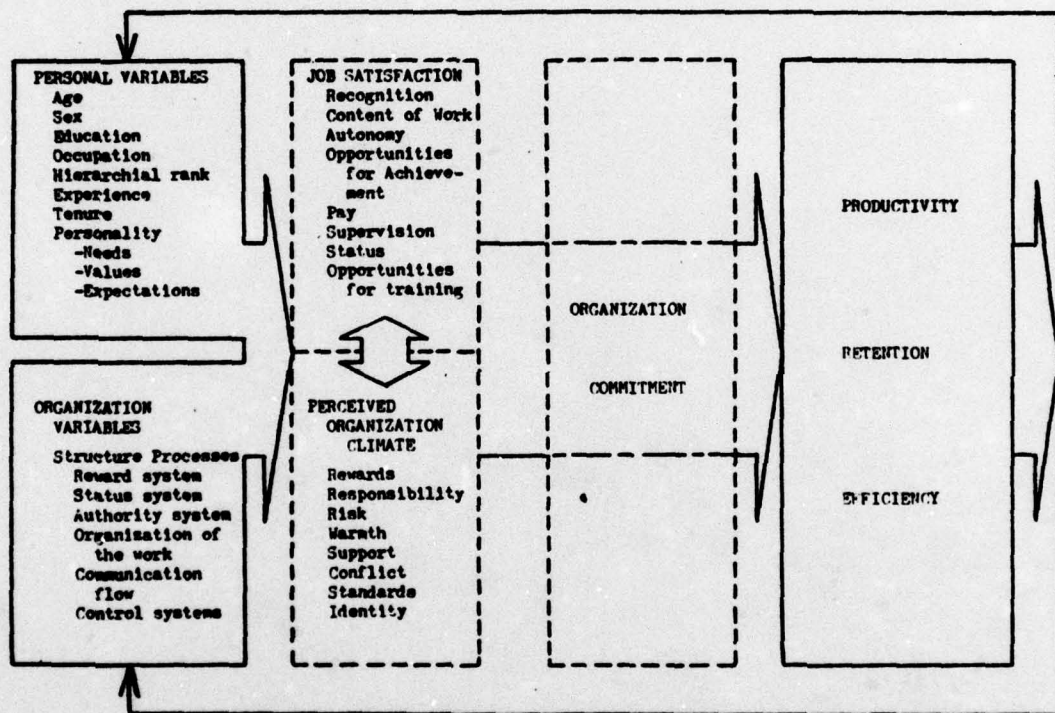 PERSONAL VARIABLES
Age
Sex
Education
Occupation
Hierarchial rank
Experience
Tenure
Personality
-Needs
-Values
-Expectations
ORGANIZATION
VARIABLES
Structure Processes
Reward system
Status system
Authority system
Organization of
the work
Communication
flow
Control systems
JOB SATISFACTION
Recognition
Content of Work
Autonomy
Opportunities
for Achieve-
ment
Pay
Supervision
Status
Opportunities
for training
PERCEIVED
ORGANIZATION
CLIMATE
Rewards
Responsibility
Risk
Warmth
Support
Conflict
Standards
Identity
ORGANIZATION
COMMITMENT
PRODUCTIVITY
RETENTION
EFFICIENCY